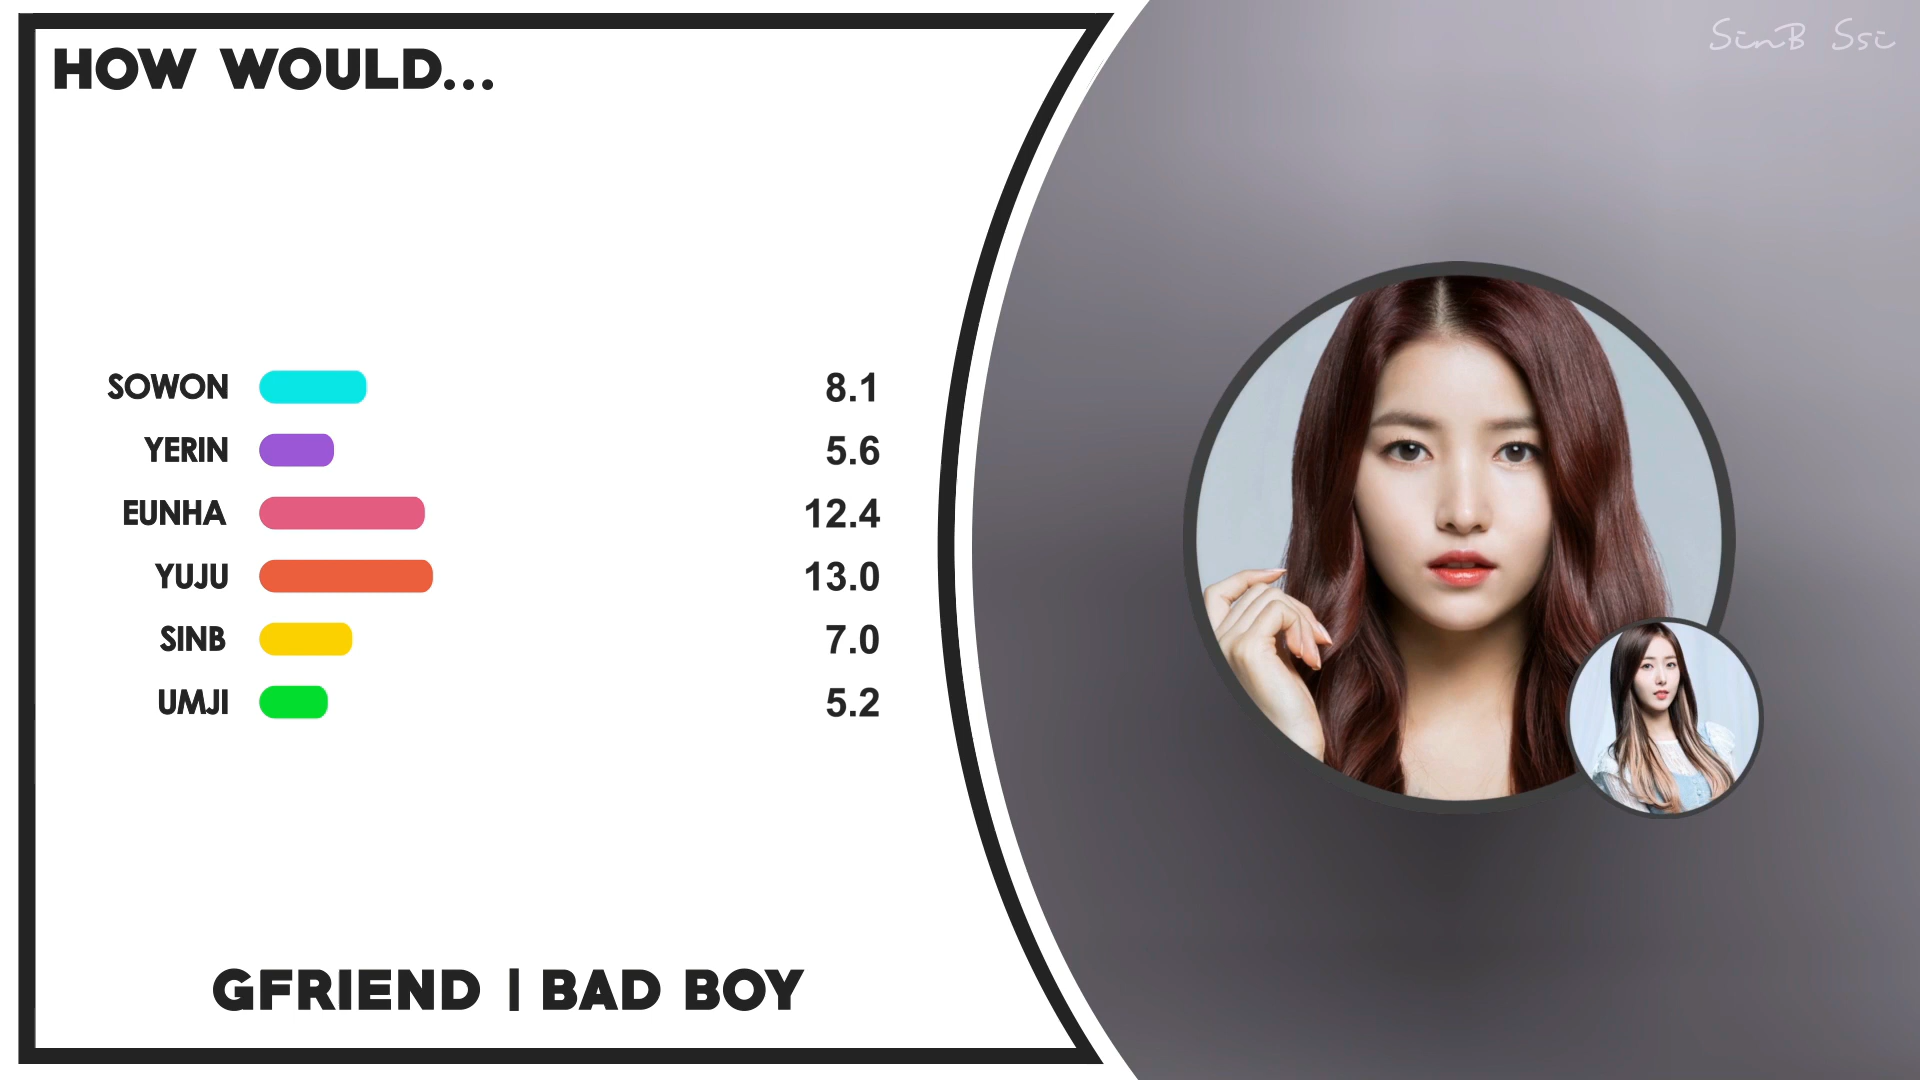 HOW WOULD...
SinB Ssi
SOWON 8.1
YERIN 5.6
EUNHA 12.4
YUJU 13.0
SINB 7.0
UMJI 5.2
GFRIEND | BAD BOY